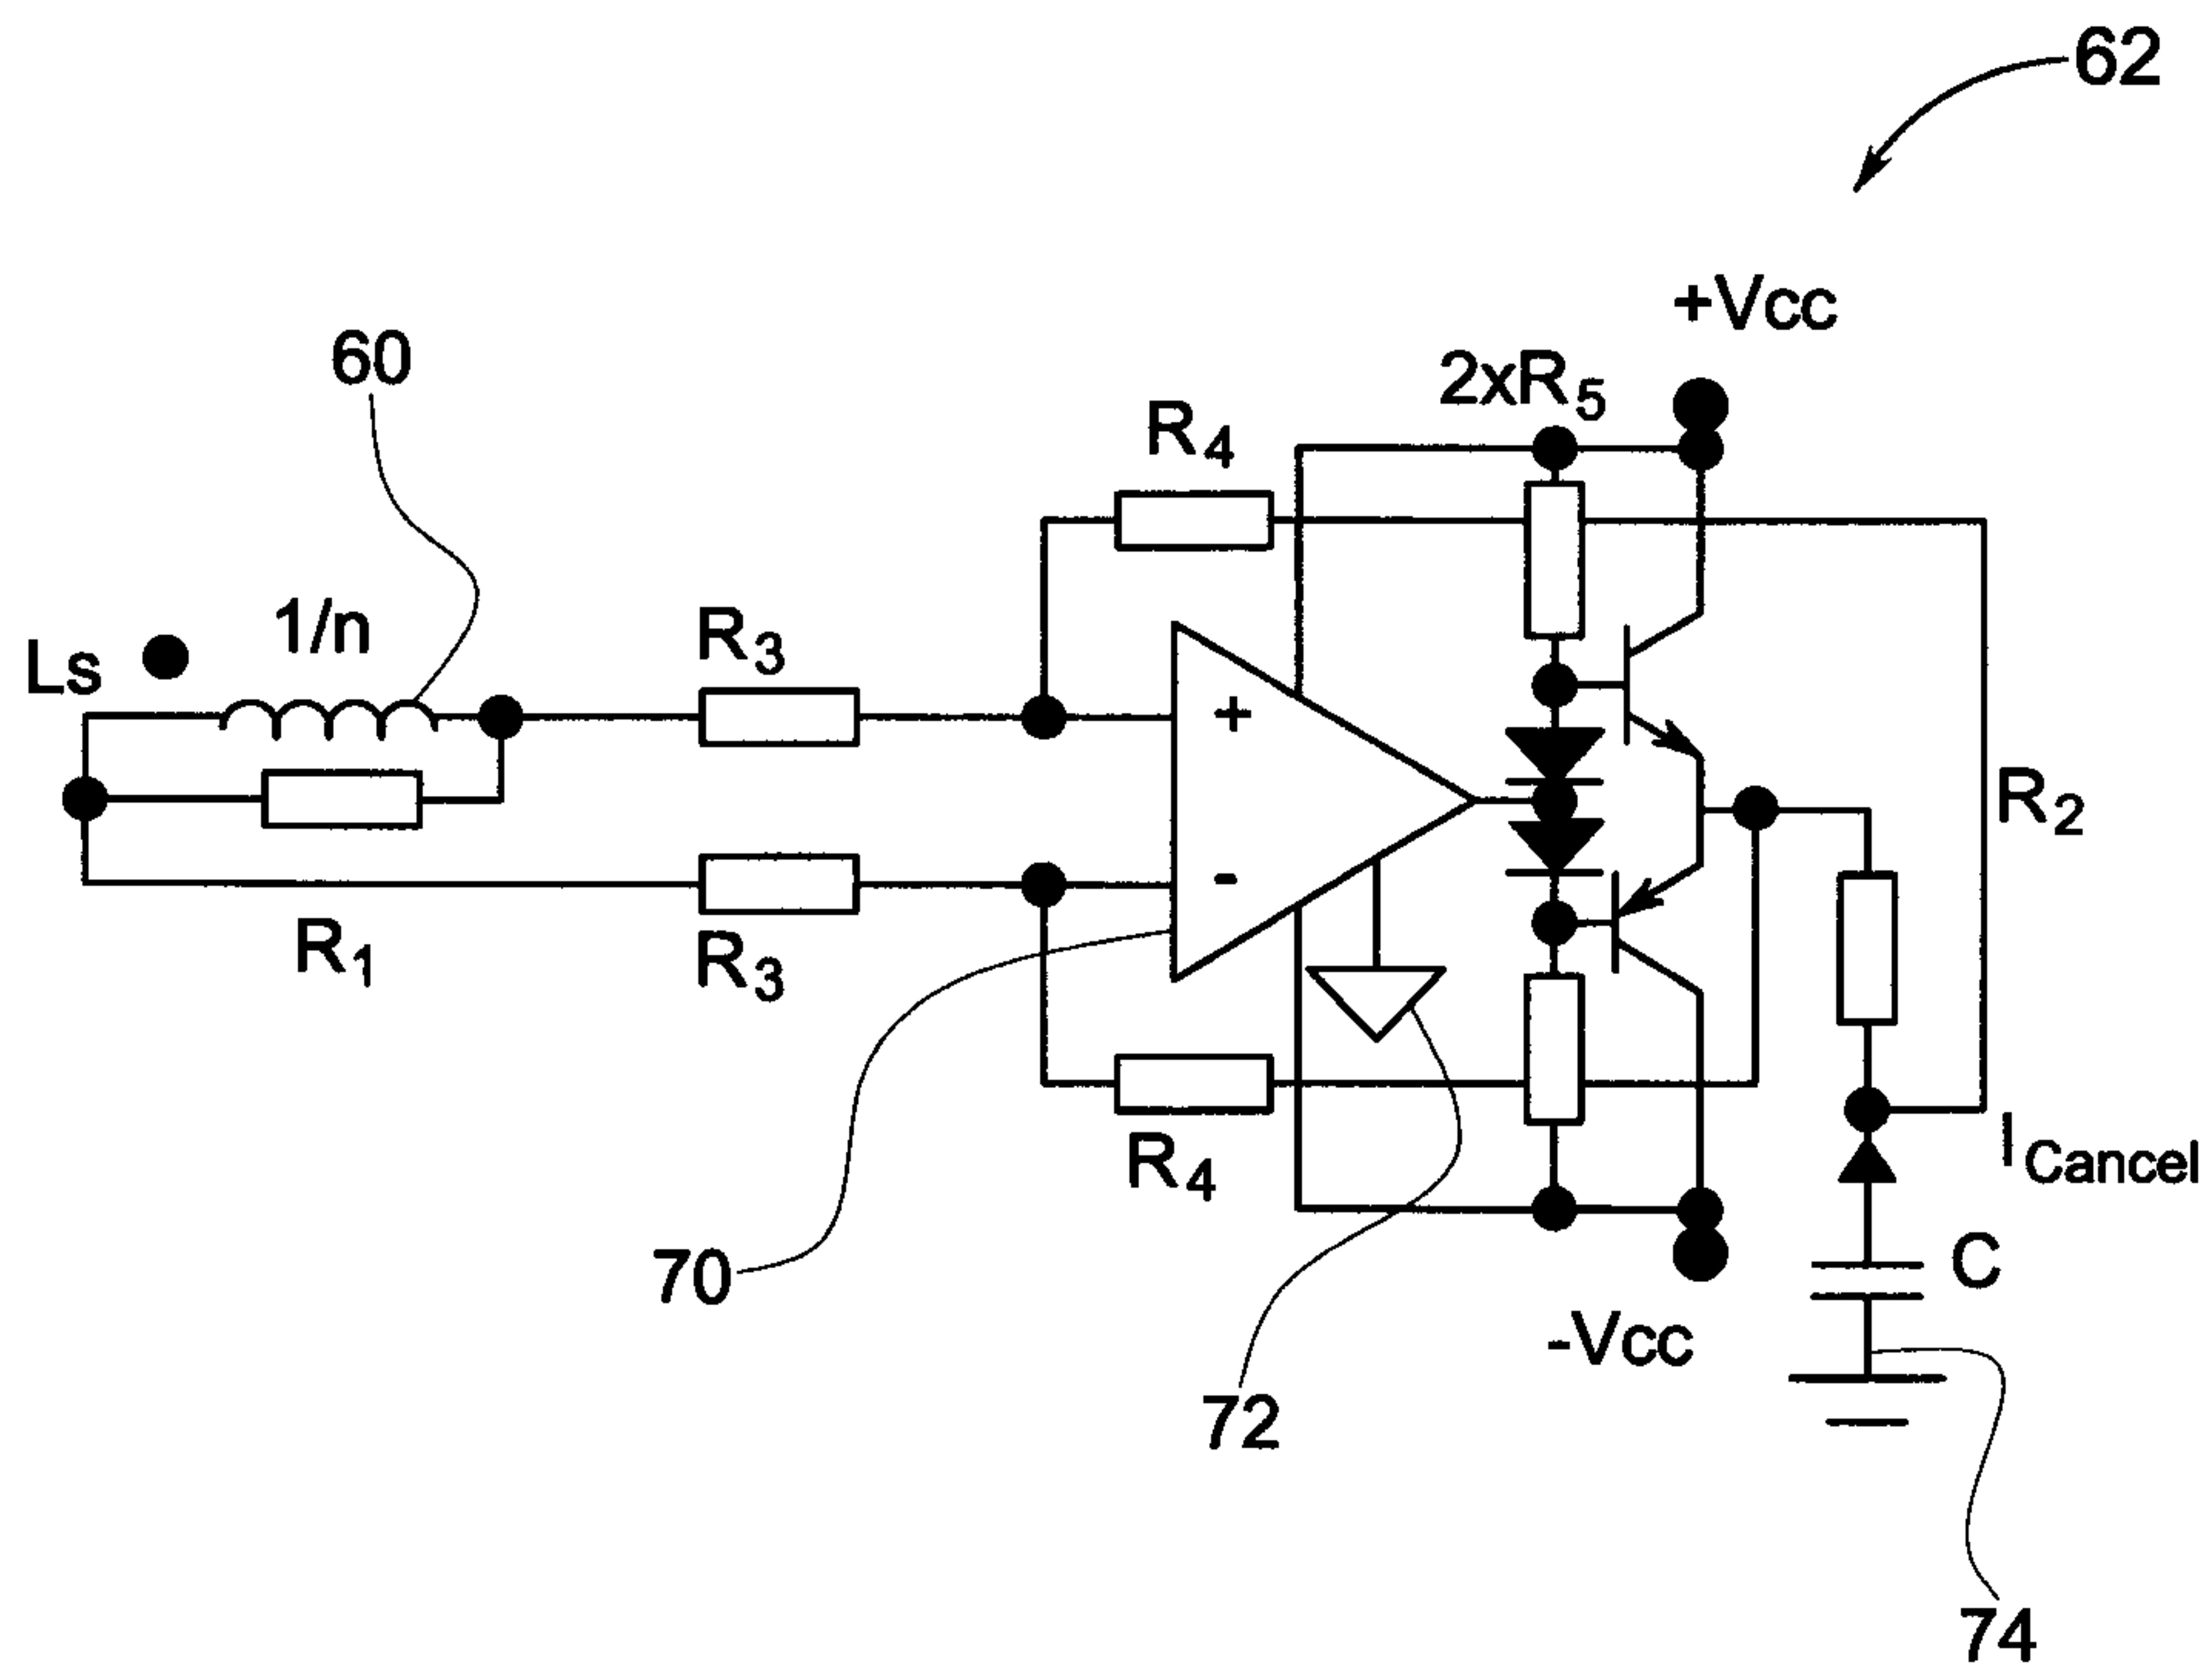 62
+Vcc
60
2xR5
R4
Ls
1/n
R3
+
R2
-
R1
R3
ICancel
R4
C
70
-Vcc
72
74